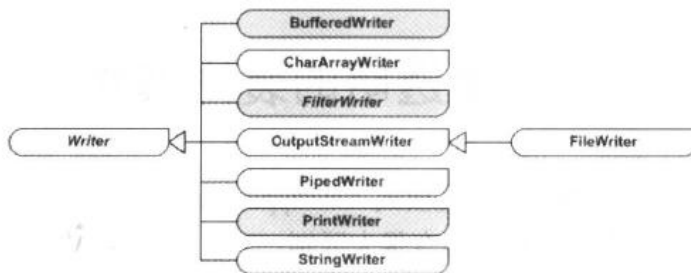 BufferedWriter
CharArrayWriter
FilterWriter
Writer
OutputStreamWriter
FileWriter
PipedWriter
PrintWriter
StringWriter